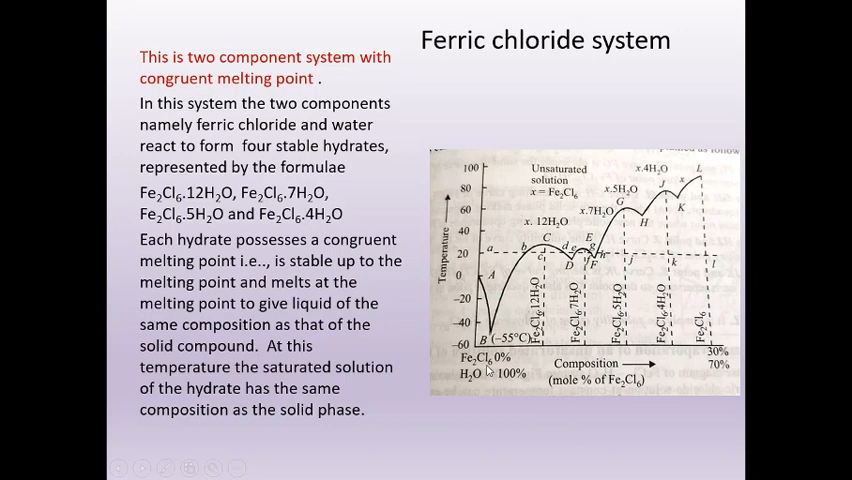 Ferric chloride system
This is two component system with
congruent melting point .
In this system the two components
namely ferric chloride and water
react to form four stable hydrates,
represented by the formulae
Fe₂Cl₆.12H₂O, Fe₂Cl₆.7H₂O,
Fe₂Cl₆.5H₂O and Fe₂Cl₆.4H₂O
Each hydrate possesses a congruent
melting point i.e.., is stable up to the
melting point and melts at the
melting point to give liquid of the
same composition as that of the
solid compound. At this
temperature the saturated solution
of the hydrate has the same
composition as the solid phase.
as follow
100
80
60
40
20
0
−20
−40
−60
Temperature
Unsaturated
solution
x = Fe₂Cl₆
x. 12H₂O
x.7H₂O
x.5H₂O
x.4H₂O
A
B (−55°C)
C
D
E
F
G
H
J
K
x
L
a
b
c
d
e
f
g
h
j
k
l
Fe₂Cl₆·12H₂O
Fe₂Cl₆·7H₂O
Fe₂Cl₆·5H₂O
Fe₂Cl₆·4H₂O
Fe₂Cl₆
Fe₂Cl₆ 0%
H₂O 100%
Composition
(mole % of Fe₂Cl₆)
30%
70%